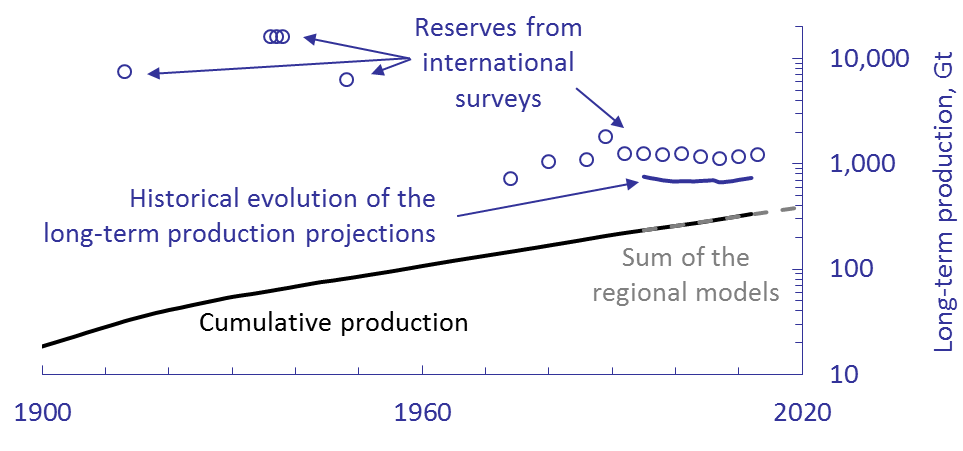 Reserves from
international
surveys
10,000
1,000
100
10
Long-term production, Gt
Historical evolution of the
long-term production projections
Sum of the
regional models
Cumulative production
1900
1960
2020